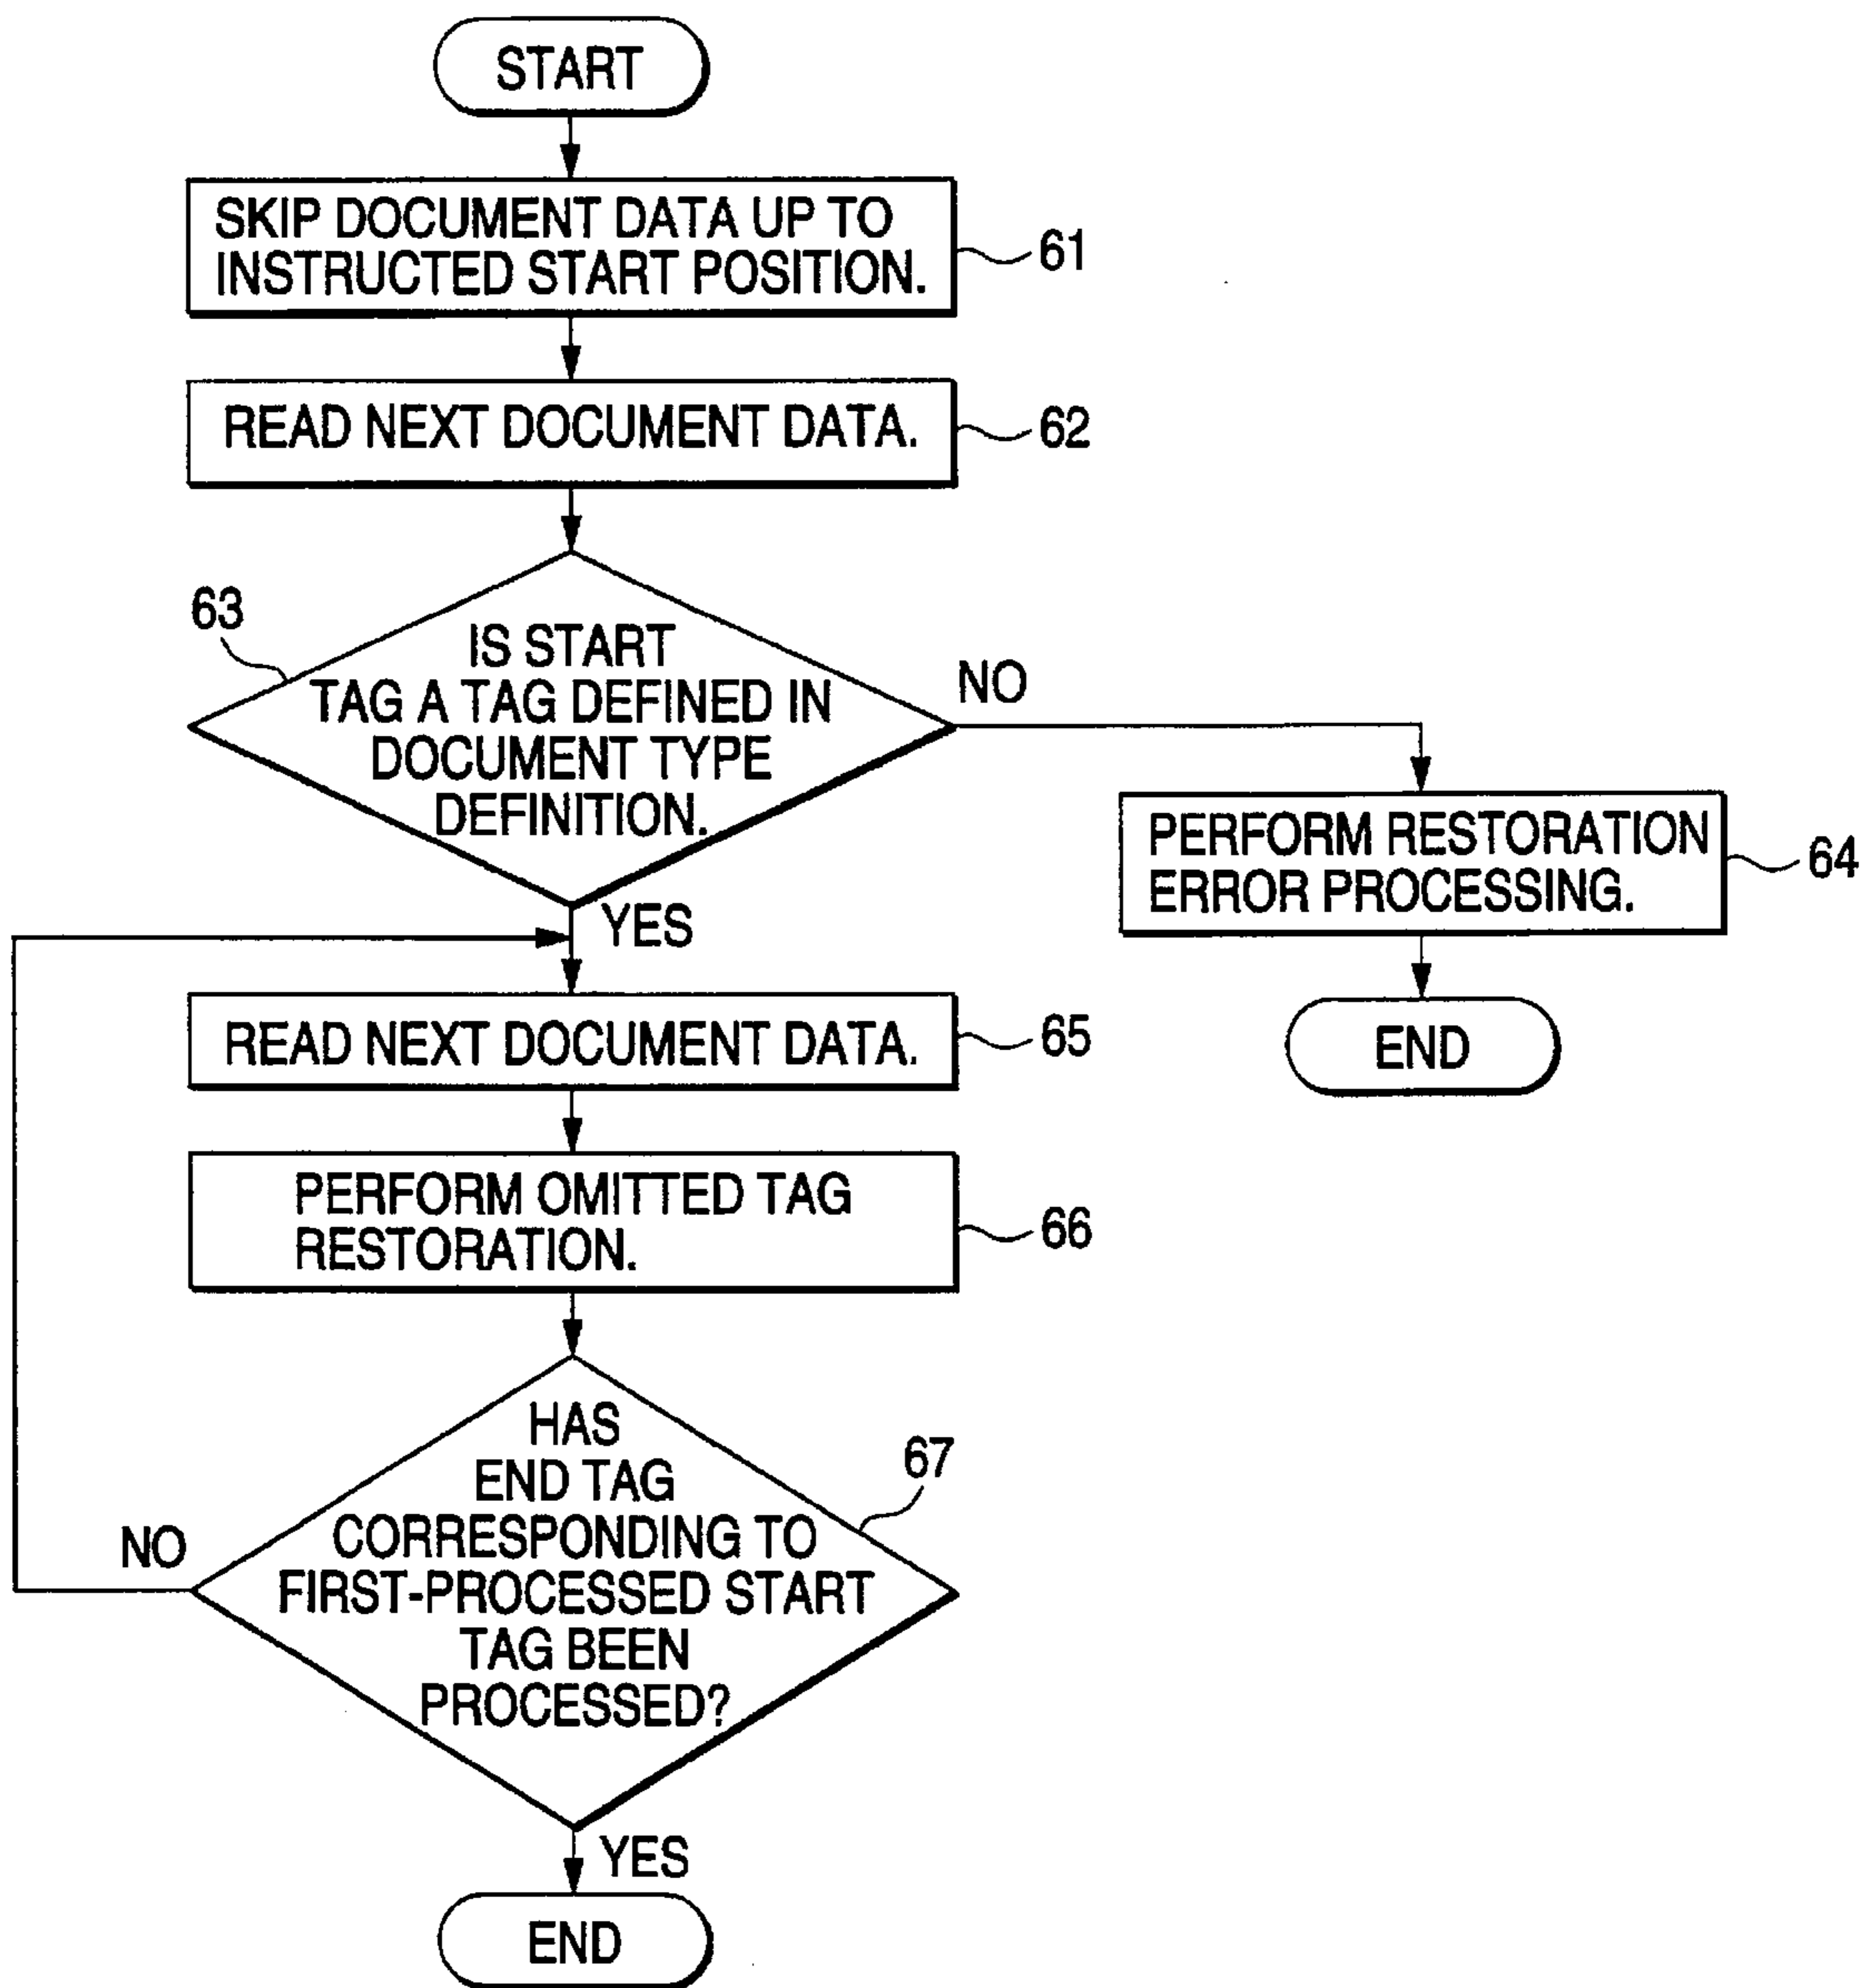 START
SKIP DOCUMENT DATA UP TO
INSTRUCTED START POSITION.
61
READ NEXT DOCUMENT DATA.
62
63
IS START
TAG A TAG DEFINED IN
DOCUMENT TYPE
DEFINITION.
NO
YES
PERFORM RESTORATION
ERROR PROCESSING.
64
END
READ NEXT DOCUMENT DATA.
65
PERFORM OMITTED TAG
RESTORATION.
66
HAS
END TAG
CORRESPONDING TO
FIRST-PROCESSED START
TAG BEEN
PROCESSED?
67
NO
YES
END